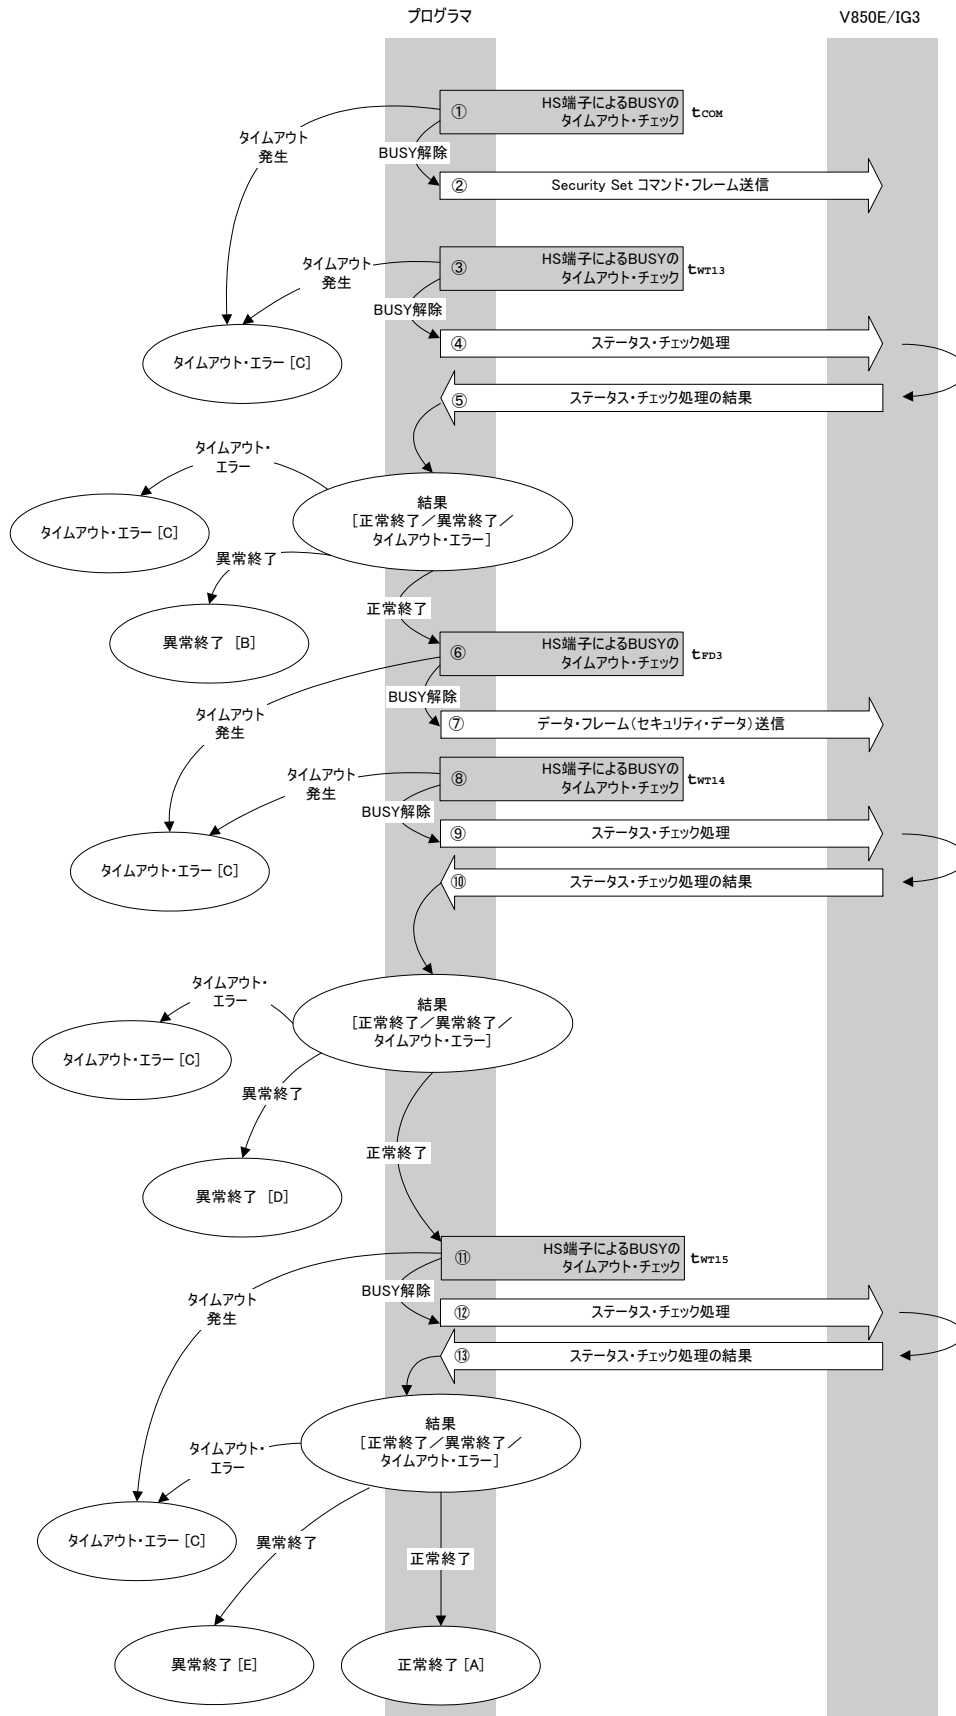 プログラマ
V850E/IG3
① HS端子によるBUSYの
タイムアウト・チェック
tCOM
タイムアウト
発生
BUSY解除
② Security Set コマンド・フレーム送信
③ HS端子によるBUSYの
タイムアウト・チェック
tWT13
タイムアウト
発生
BUSY解除
④ ステータス・チェック処理
タイムアウト・エラー [C]
⑤ ステータス・チェック処理の結果
タイムアウト・
エラー
結果
[正常終了／異常終了／
タイムアウト・エラー]
タイムアウト・エラー [C]
異常終了
正常終了
異常終了 [B]
⑥ HS端子によるBUSYの
タイムアウト・チェック
tFD3
BUSY解除
タイムアウト
発生
⑦ データ・フレーム(セキュリティ・データ)送信
⑧ HS端子によるBUSYの
タイムアウト・チェック
tWT14
タイムアウト
発生
BUSY解除
⑨ ステータス・チェック処理
タイムアウト・エラー [C]
⑩ ステータス・チェック処理の結果
タイムアウト・
エラー
結果
[正常終了／異常終了／
タイムアウト・エラー]
タイムアウト・エラー [C]
異常終了
正常終了
異常終了 [D]
⑪ HS端子によるBUSYの
タイムアウト・チェック
tWT15
タイムアウト
発生
BUSY解除
⑫ ステータス・チェック処理
⑬ ステータス・チェック処理の結果
結果
[正常終了／異常終了／
タイムアウト・エラー]
タイムアウト・
エラー
タイムアウト・エラー [C]
異常終了
正常終了
異常終了 [E]
正常終了 [A]